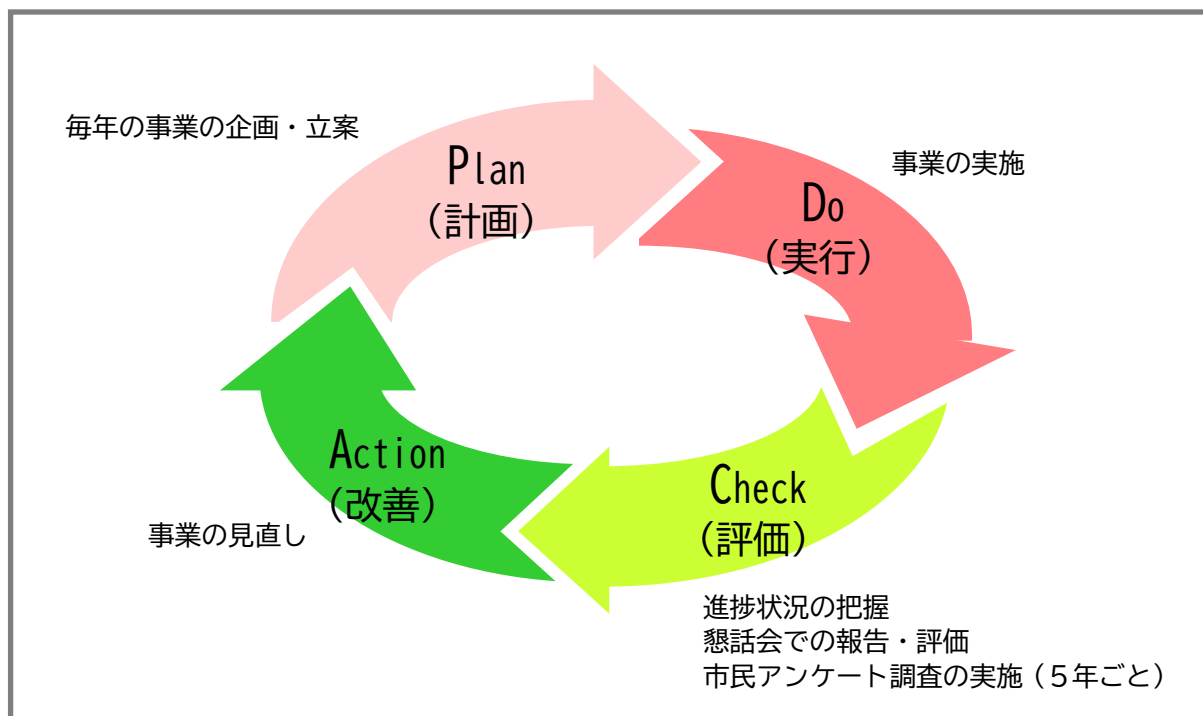 毎年の事業の企画・立案
Plan
（計画）
事業の実施
Do
（実行）
Check
（評価）
進捗状況の把握
懇話会での報告・評価
市民アンケート調査の実施（５年ごと）
Action
（改善）
事業の見直し